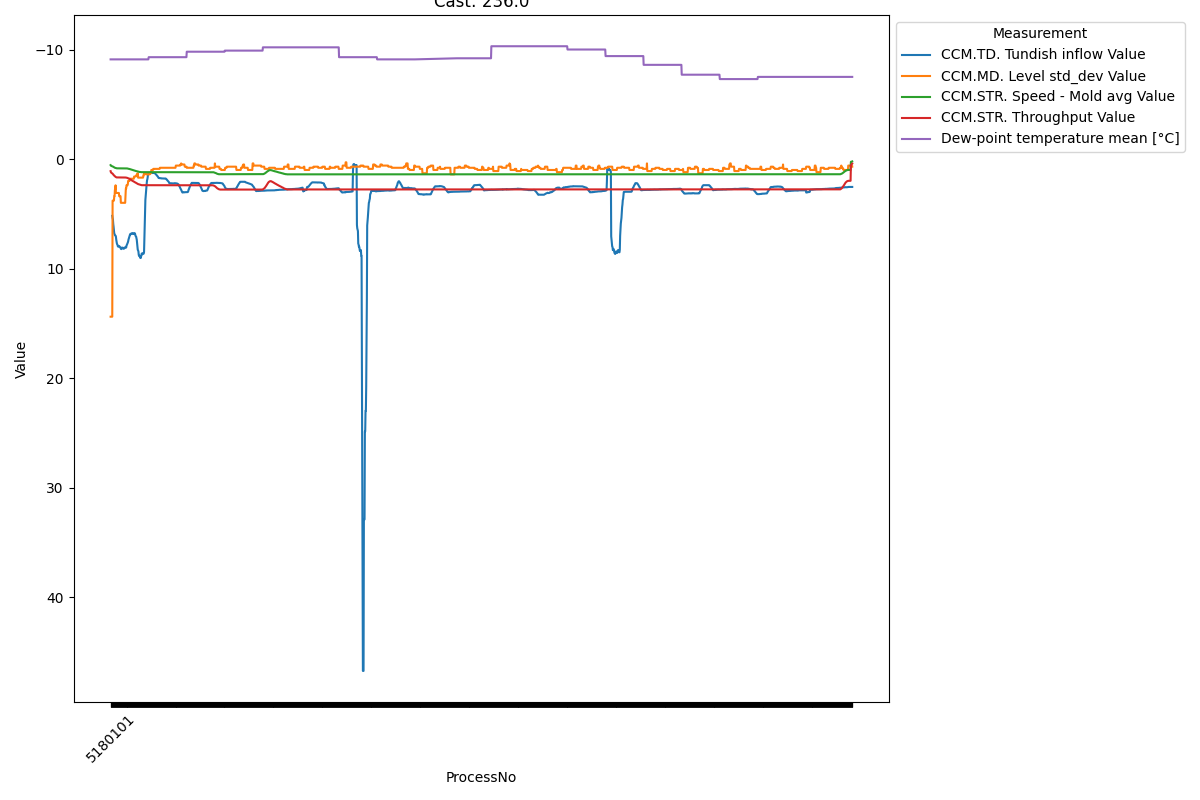 Cast: 236.0
Measurement
CCM.TD. Tundish inflow Value
CCM.MD. Level std_dev Value
CCM.STR. Speed - Mold avg Value
CCM.STR. Throughput Value
Dew-point temperature mean [°C]
−10
0
10
20
30
40
Value
5180101
ProcessNo